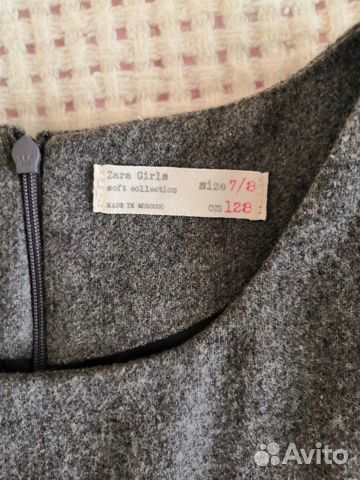 Zara Girls
soft collection
size 7/8
MADE IN MOROCCO
cm 128
Avito